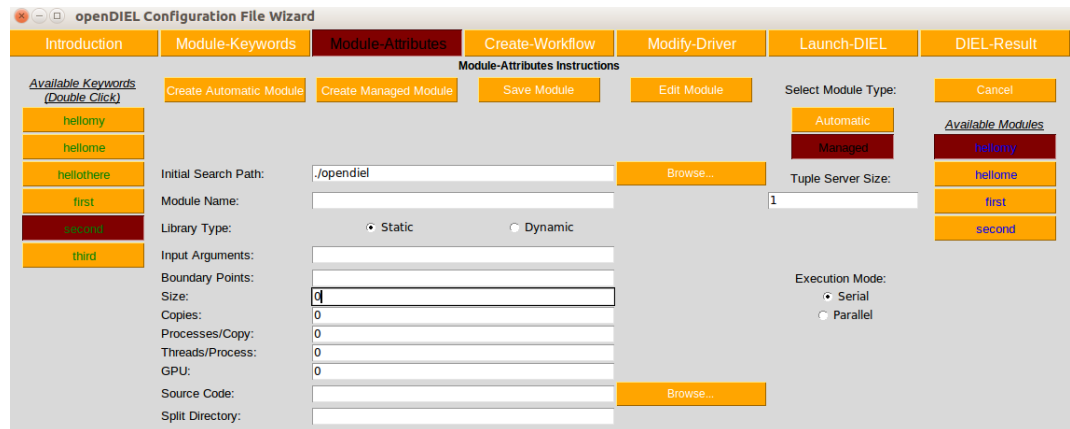 openDIEL Configuration File Wizard
Introduction Module-Keywords Module-Attributes Create-Workflow Modify-Driver Launch-DIEL DIEL-Result
Module-Attributes Instructions
Available Keywords
(Double Click)
Create Automatic Module Create Managed Module Save Module Edit Module Select Module Type: Cancel
hellomy Automatic Available Modules
hellome Managed hellomy
hellothere Initial Search Path: ./opendiel Browse... Tuple Server Size: hellome
first Module Name: 1 first
second Library Type: Static Dynamic second
third Input Arguments:
Boundary Points: Execution Mode:
Size: 0 Serial
Copies: 0 Parallel
Processes/Copy: 0
Threads/Process: 0
GPU: 0
Source Code: Browse...
Split Directory: